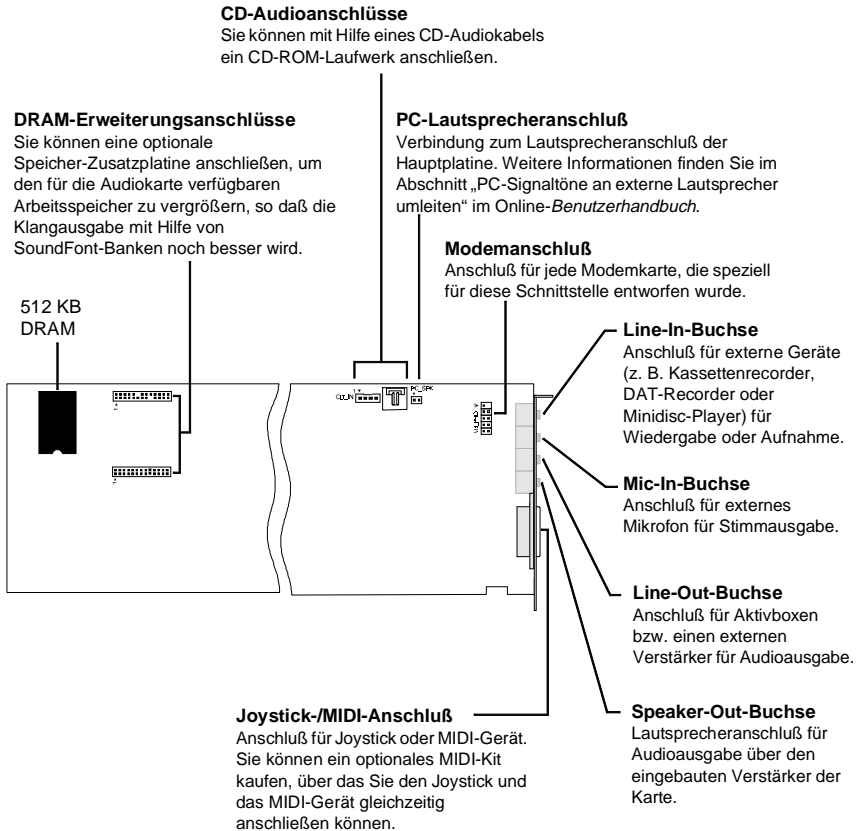 CD-Audioanschlüsse
Sie können mit Hilfe eines CD-Audiokabels
ein CD-ROM-Laufwerk anschließen.
DRAM-Erweiterungsanschlüsse
Sie können eine optionale
Speicher-Zusatzplatine anschließen, um
den für die Audiokarte verfügbaren
Arbeitsspeicher zu vergrößern, so daß die
Klangausgabe mit Hilfe von
SoundFont-Banken noch besser wird.
PC-Lautsprecheranschluß
Verbindung zum Lautsprecheranschluß der
Hauptplatine. Weitere Informationen finden Sie im
Abschnitt „PC-Signaltöne an externe Lautsprecher
umleiten“ im Online-Benutzerhandbuch.
Modemanschluß
Anschluß für jede Modemkarte, die speziell
für diese Schnittstelle entworfen wurde.
512 KB
DRAM
Line-In-Buchse
Anschluß für externe Geräte
(z. B. Kassettenrecorder,
DAT-Recorder oder
Minidisc-Player) für
Wiedergabe oder Aufnahme.
PC_SPK
Mic-In-Buchse
Anschluß für externes
Mikrofon für Stimmausgabe.
Line-Out-Buchse
Anschluß für Aktivboxen
bzw. einen externen
Verstärker für Audioausgabe.
Speaker-Out-Buchse
Lautsprecheranschluß für
Audioausgabe über den
eingebauten Verstärker der
Karte.
Joystick-/MIDI-Anschluß
Anschluß für Joystick oder MIDI-Gerät.
Sie können ein optionales MIDI-Kit
kaufen, über das Sie den Joystick und
das MIDI-Gerät gleichzeitig
anschließen können.